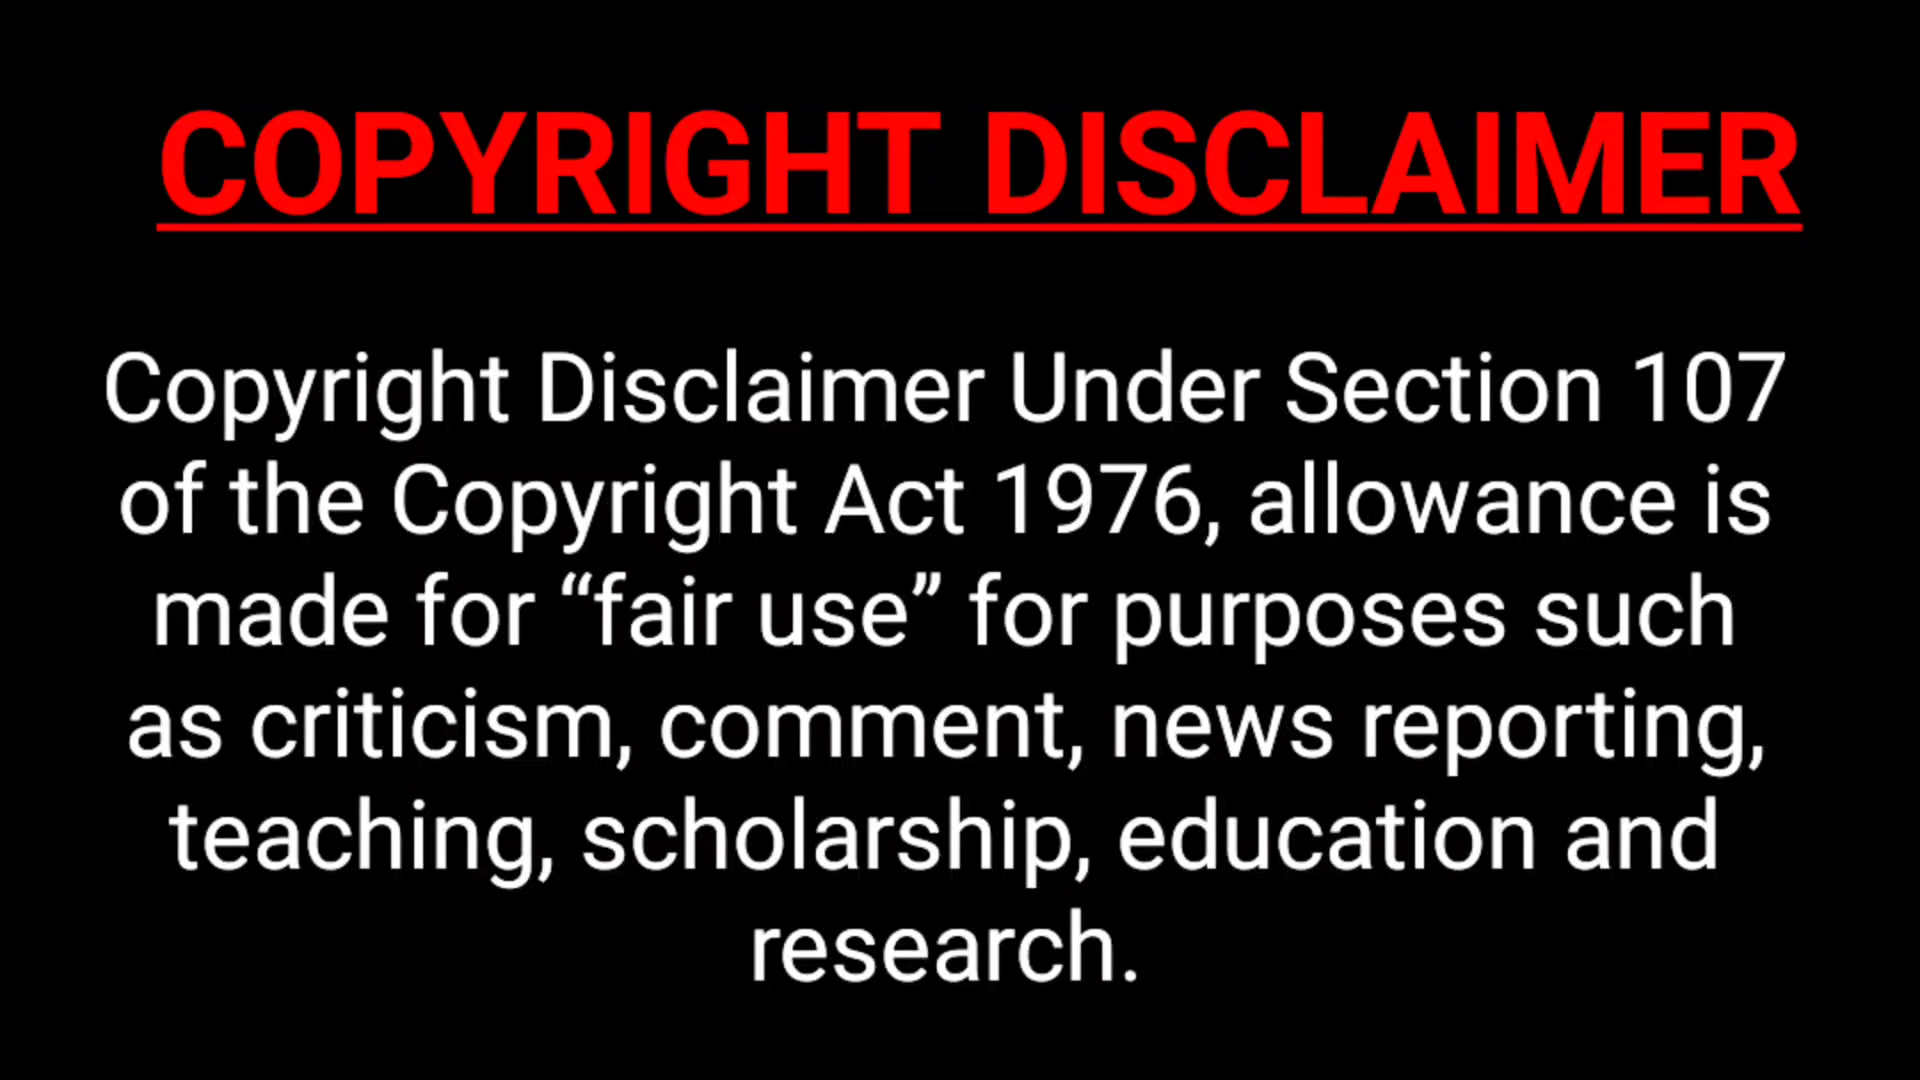 COPYRIGHT DISCLAIMER
Copyright Disclaimer Under Section 107
of the Copyright Act 1976, allowance is
made for “fair use” for purposes such
as criticism, comment, news reporting,
teaching, scholarship, education and
research.